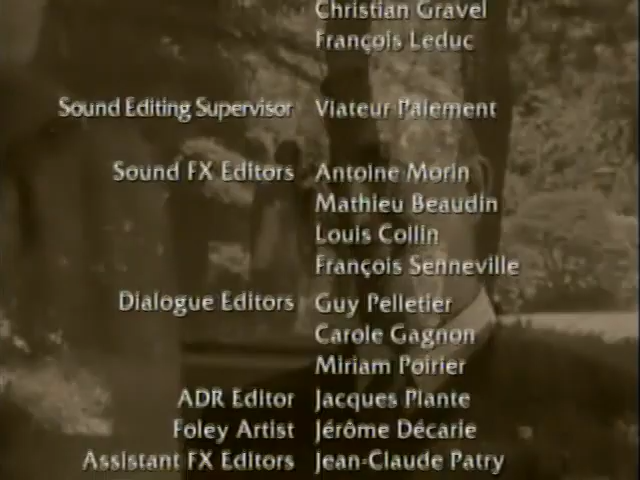 Christian Gravel
François Leduc
Sound Editing Supervisor Viateur Paiement
Sound FX Editors Antoine Morin
Mathieu Beaudin
Louis Collin
François Senneville
Dialogue Editors Guy Pelletier
Carole Gagnon
Miriam Poirier
ADR Editor Jacques Plante
Foley Artist Jérôme Décarie
Assistant FX Editors Jean-Claude Patry